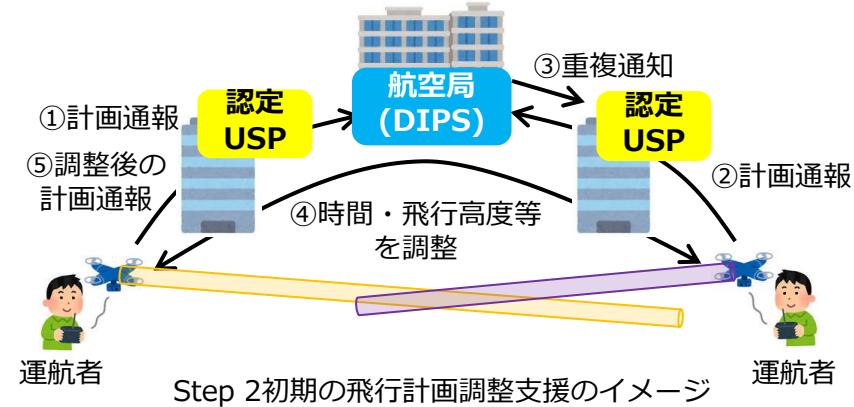 ③重複通知
航空局
(DIPS)
認定
USP
認定
USP
①計画通報
⑤調整後の
計画通報
②計画通報
④時間・飛行高度等
を調整
運航者
運航者
Step 2初期の飛行計画調整支援のイメージ